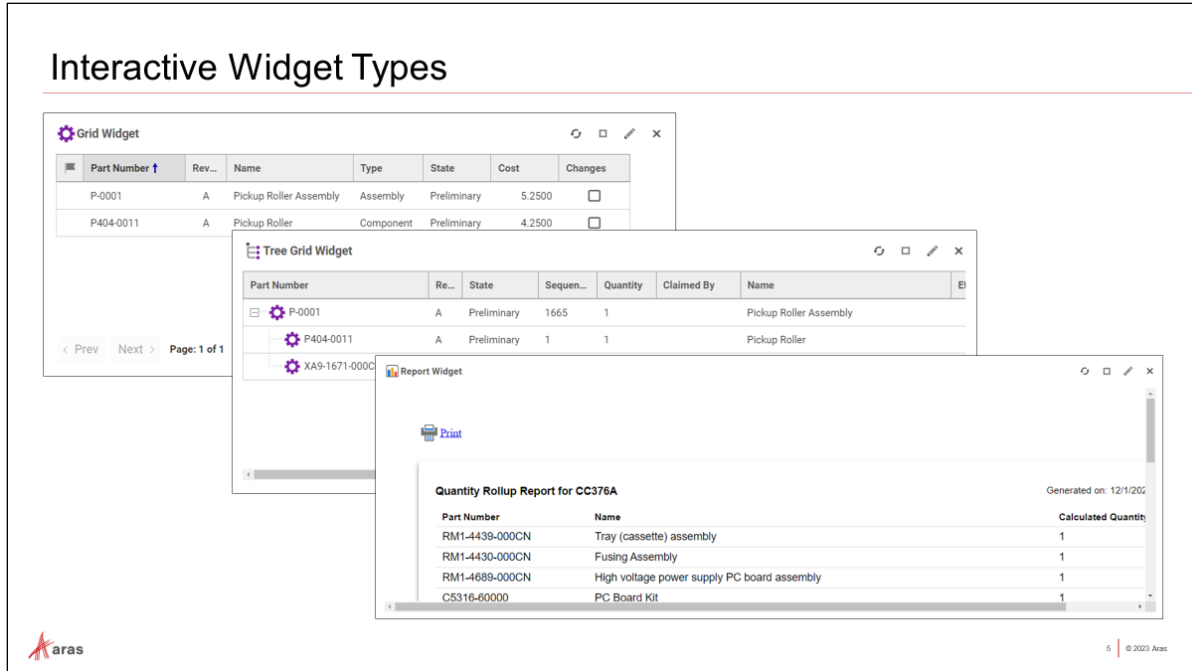 Interactive Widget Types
Grid Widget
Part Number Rev... Name Type State Cost Changes
P-0001 A Pickup Roller Assembly Assembly Preliminary 5.2500
P404-0011 A Pickup Roller Component Preliminary 4.2500
< Prev Next > Page: 1 of 1
Tree Grid Widget
Part Number Re... State Sequen... Quantity Claimed By Name
P-0001 A Preliminary 1665 1 Pickup Roller Assembly
P404-0011 A Preliminary 1 1 Pickup Roller
XA9-1671-000C
Report Widget
Print
Quantity Rollup Report for CC376A Generated on: 12/1/202
Part Number Name Calculated Quantity
RM1-4439-000CN Tray (cassette) assembly 1
RM1-4430-000CN Fusing Assembly 1
RM1-4689-000CN High voltage power supply PC board assembly 1
C5316-60000 PC Board Kit 1
aras
5 © 2023 Aras